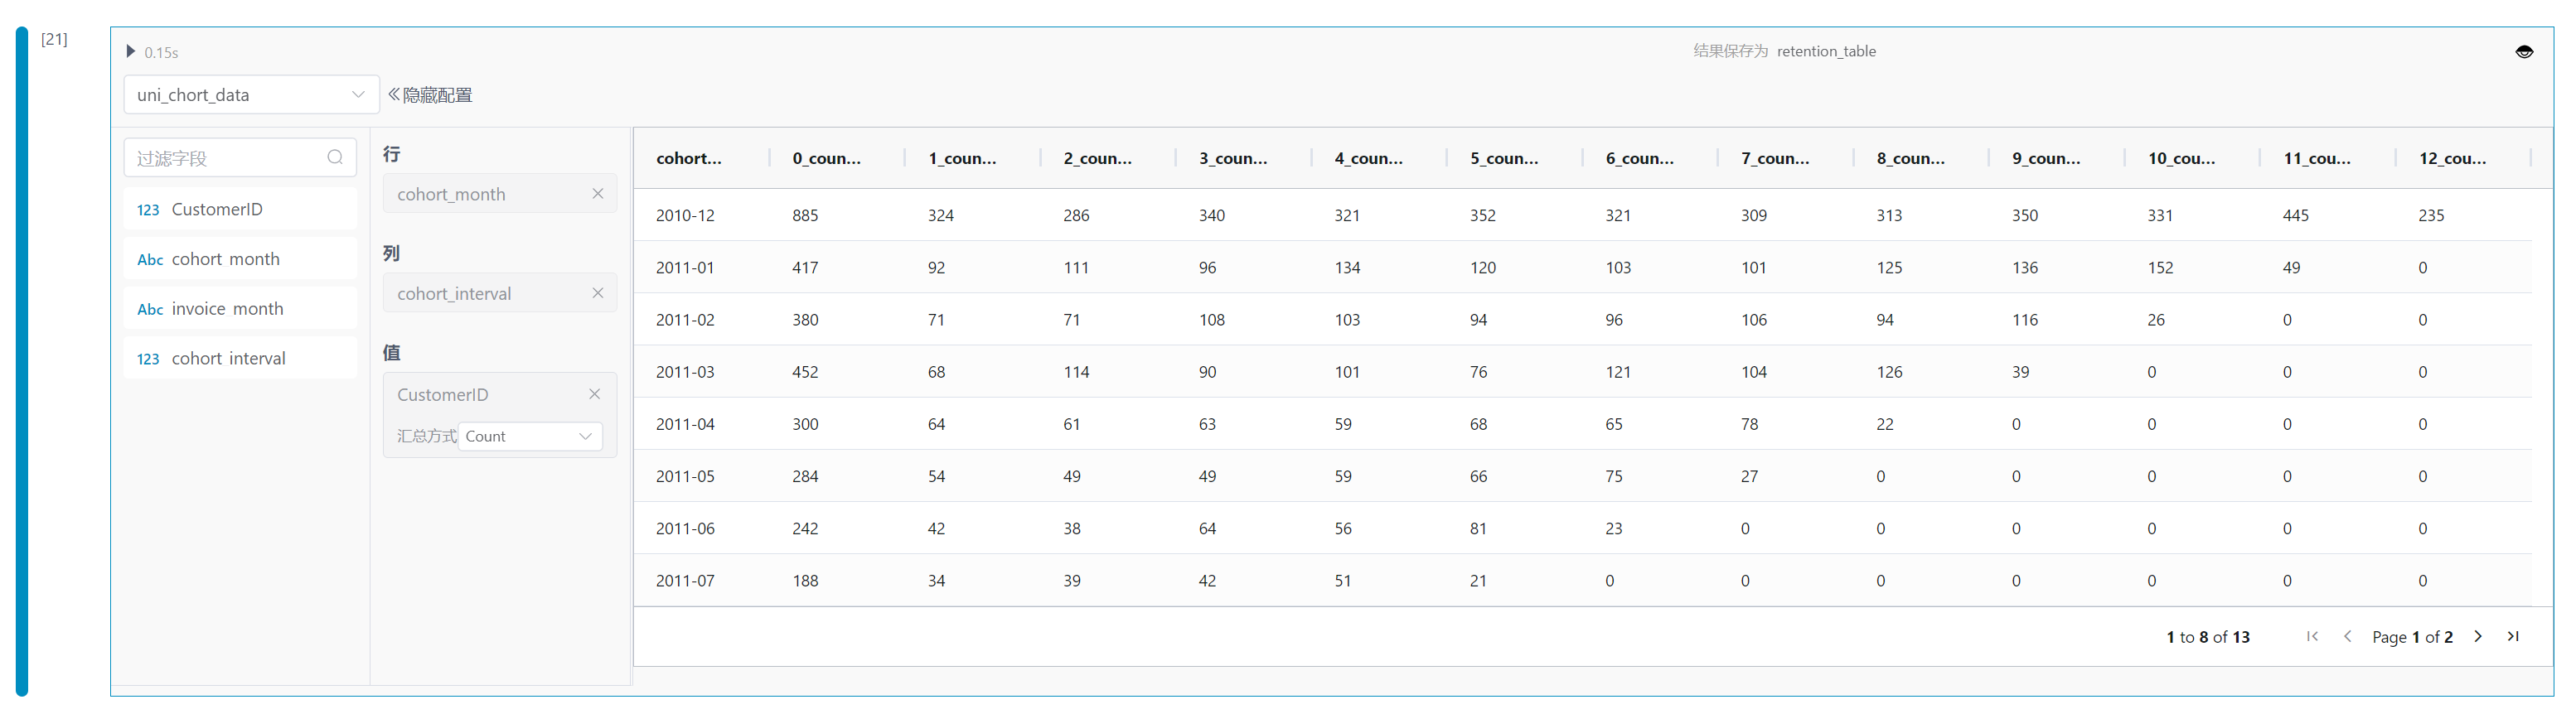 [21]
0.15s
结果保存为 retention_table
uni_chort_data
隐藏配置
过滤字段
123 CustomerID
Abc cohort month
Abc invoice month
123 cohort interval
行
cohort_month
列
cohort_interval
值
CustomerID
汇总方式 Count
cohort... 0_coun... 1_coun... 2_coun... 3_coun... 4_coun... 5_coun... 6_coun... 7_coun... 8_coun... 9_coun... 10_cou... 11_cou... 12_cou...
2010-12 885 324 286 340 321 352 321 309 313 350 331 445 235
2011-01 417 92 111 96 134 120 103 101 125 136 152 49 0
2011-02 380 71 71 108 103 94 96 106 94 116 26 0 0
2011-03 452 68 114 90 101 76 121 104 126 39 0 0 0
2011-04 300 64 61 63 59 68 65 78 22 0 0 0 0
2011-05 284 54 49 49 59 66 75 27 0 0 0 0 0
2011-06 242 42 38 64 56 81 23 0 0 0 0 0 0
2011-07 188 34 39 42 51 21 0 0 0 0 0 0 0
1 to 8 of 13 Page 1 of 2